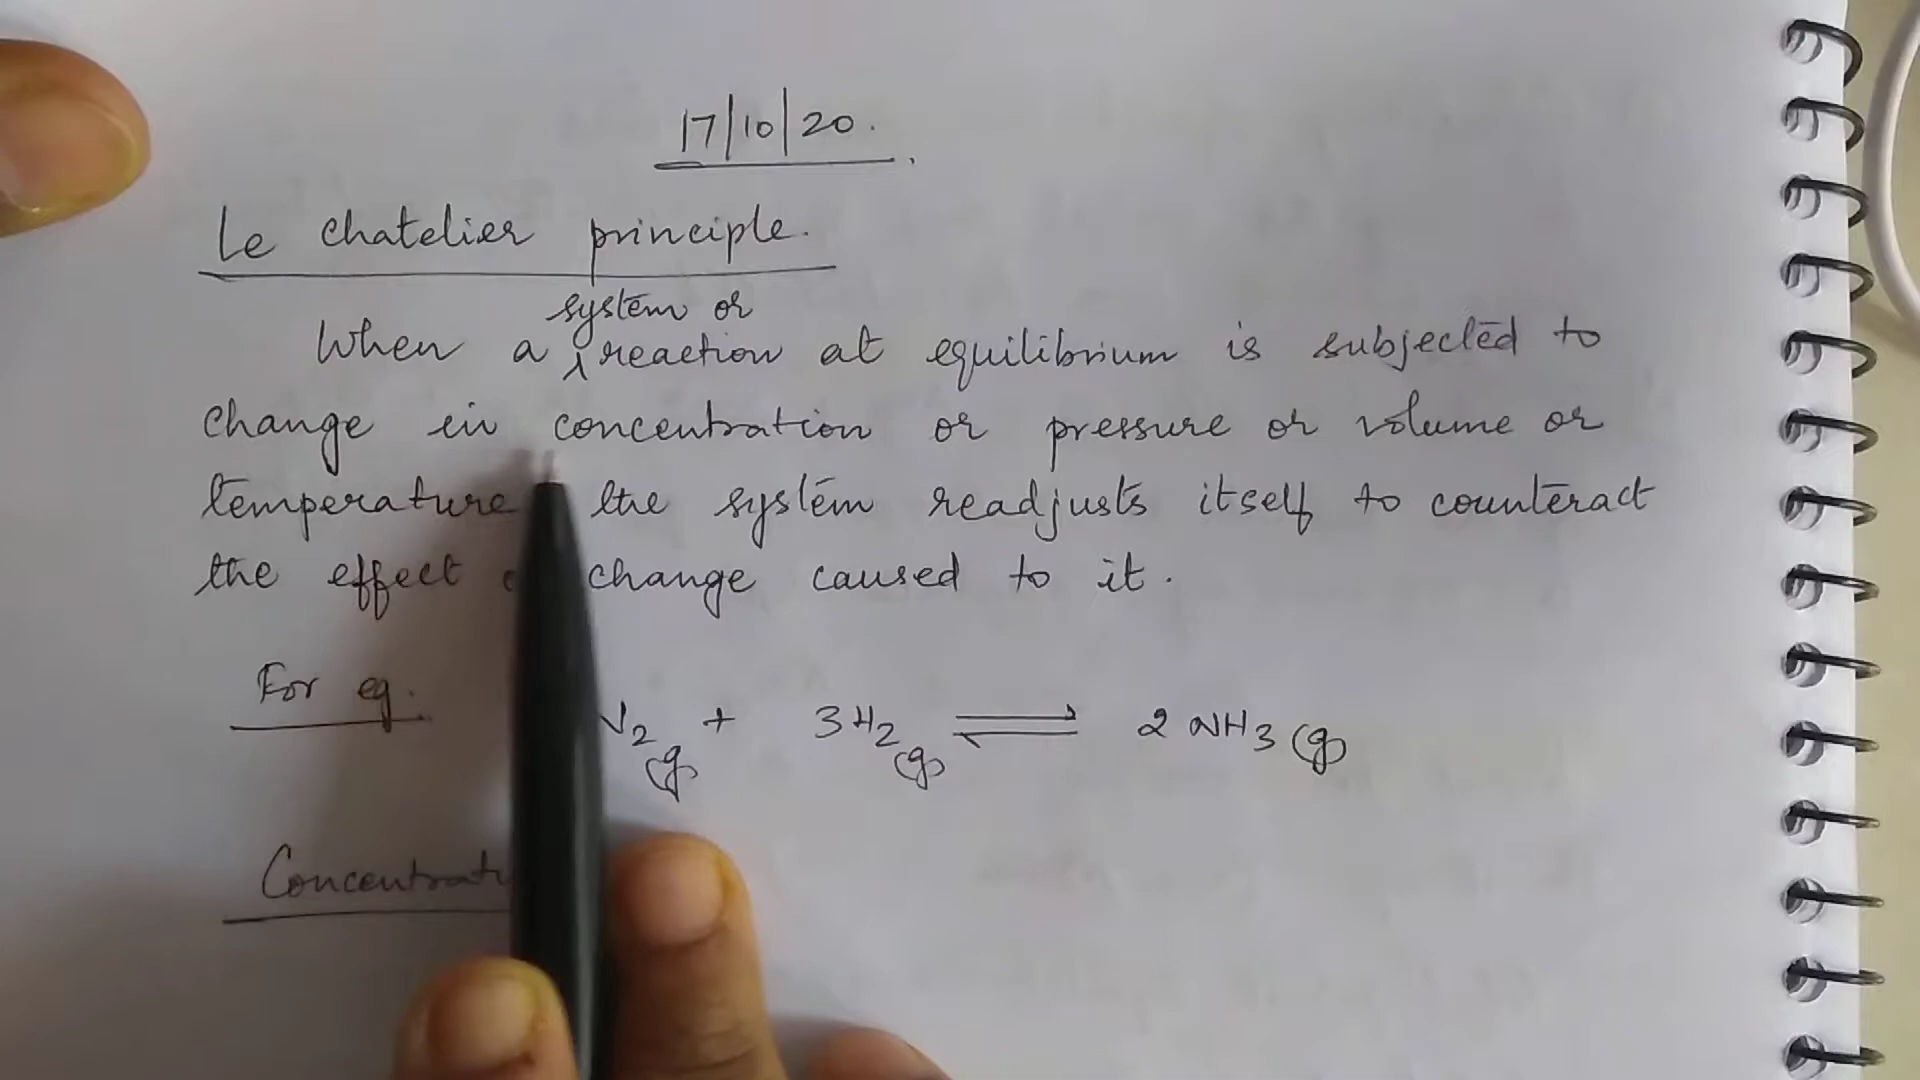 17/10/20.
Le chatelier principle.
system or
When a reaction at equilibrium is subjected to
change in concentration or pressure or volume or
temperature the system readjusts itself to counteract
the effect change caused to it.
For eg.
+ 3H₂(g) ⇌ 2NH₃(g)